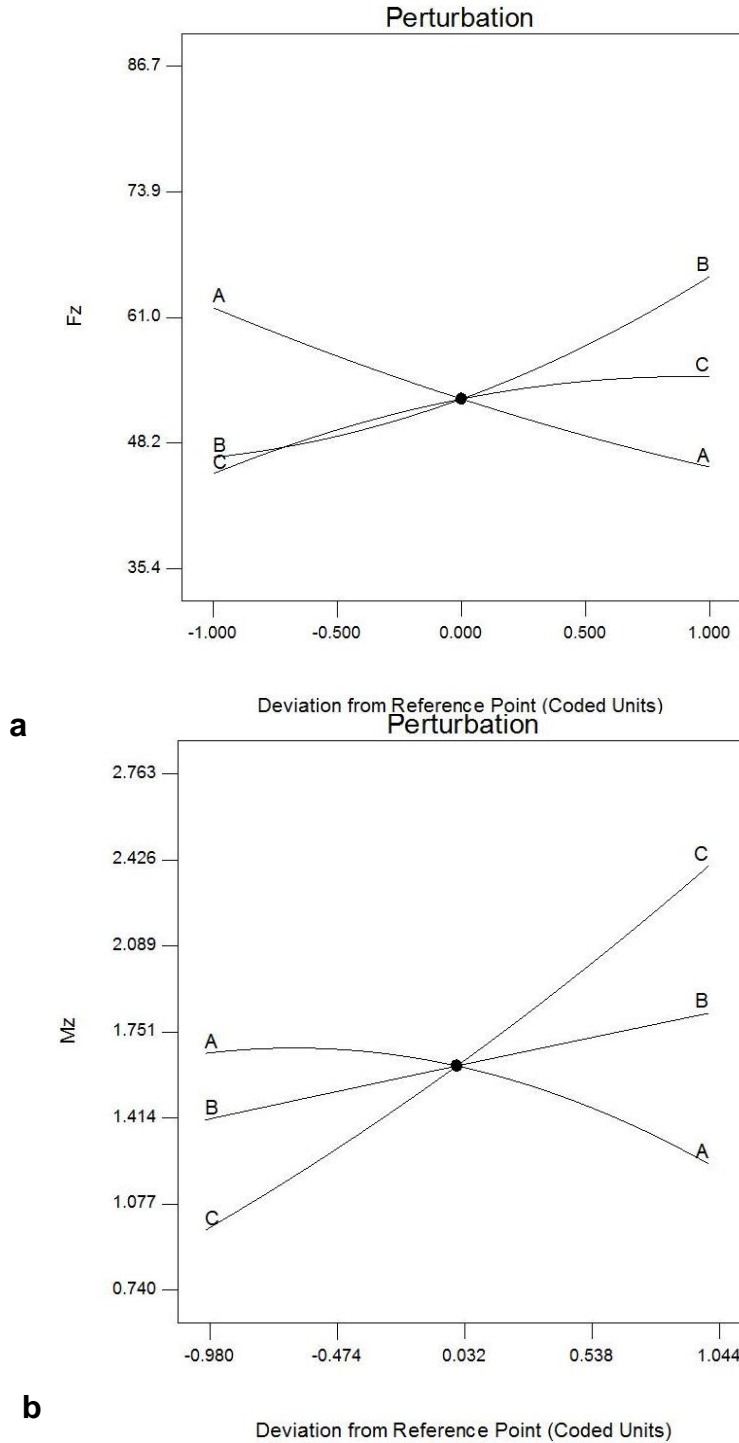 Perturbation
86.7
73.9
61.0
48.2
35.4
Fz
A
B
C
B
C
A
-1.000 -0.500 0.000 0.500 1.000
Deviation from Reference Point (Coded Units)
a
Perturbation
2.763
2.426
2.089
1.751
1.414
1.077
0.740
Mz
C
B
A
B
A
C
-0.980 -0.474 0.032 0.538 1.044
b
Deviation from Reference Point (Coded Units)